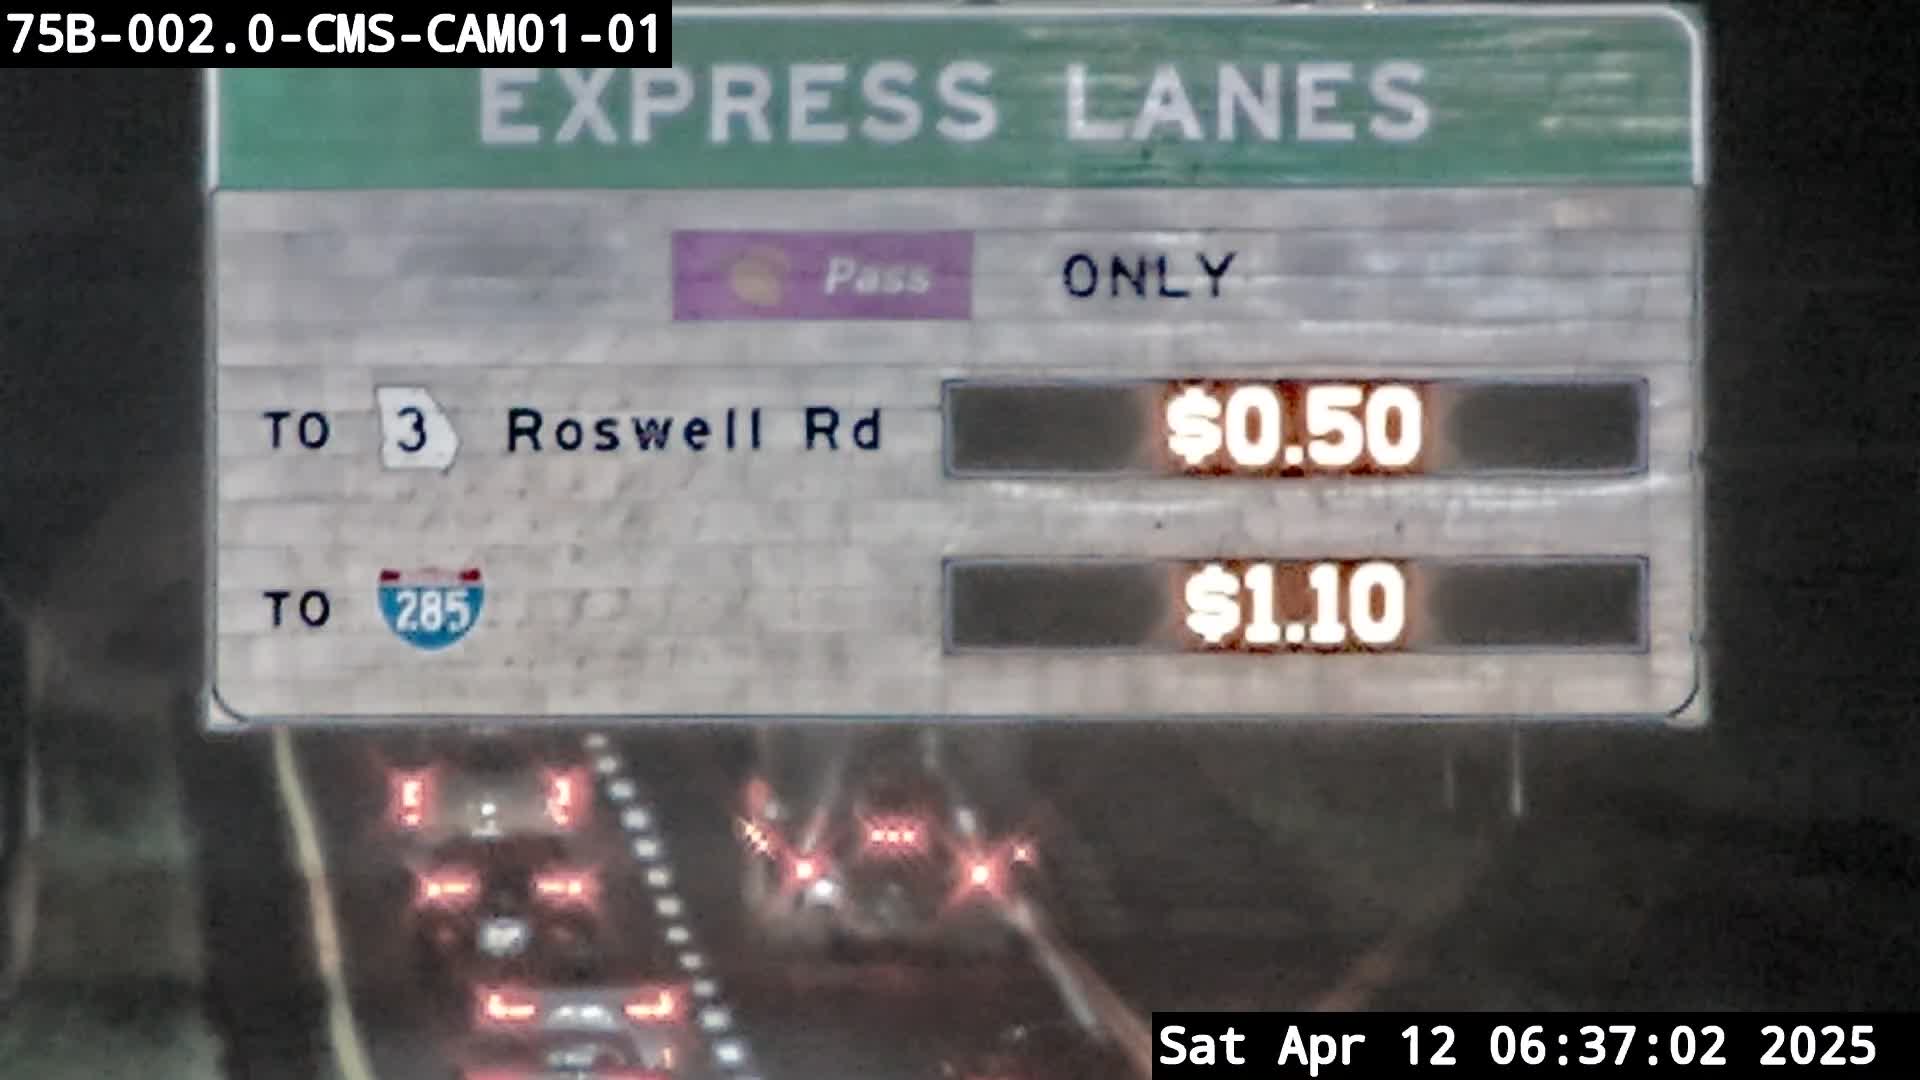 75B-002.0-CMS-CAM01-01
EXPRESS LANES
Pass ONLY
TO 3 Roswell Rd $0.50
TO 285 $1.10
Sat Apr 12 06:37:02 2025